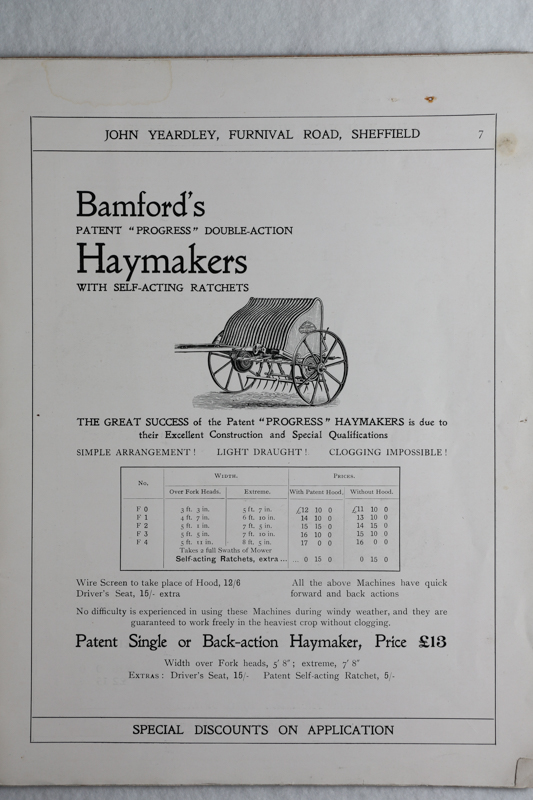 JOHN YEARDLEY, FURNIVAL ROAD, SHEFFIELD 7
Bamford's
PATENT "PROGRESS" DOUBLE-ACTION
Haymakers
WITH SELF-ACTING RATCHETS
THE GREAT SUCCESS of the Patent "PROGRESS" HAYMAKERS is due to
their Excellent Construction and Special Qualifications
SIMPLE ARRANGEMENT! LIGHT DRAUGHT! CLOGGING IMPOSSIBLE!
No. WIDTH. PRICES.
Over Fork Heads. Extreme. With Patent Hood. Without Hood.
F 0 3 ft. 3 in. 5 ft. 7 in. £12 10 0 £11 10 0
F 1 4 ft. 7 in. 6 ft. 10 in. 14 10 0 13 10 0
F 2 5 ft. 1 in. 7 ft. 5 in. 15 15 0 14 15 0
F 3 5 ft. 5 in. 7 ft. 10 in. 16 10 0 15 10 0
F 4 5 ft. 11 in. 8 ft. 5 in. 17 0 0 16 0 0
Takes 2 full Swaths of Mower
Self-acting Ratchets, extra ... ... 0 15 0 0 15 0
Wire Screen to take place of Hood, 12/6
Driver's Seat, 15/- extra
All the above Machines have quick
forward and back actions
No difficulty is experienced in using these Machines during windy weather, and they are
guaranteed to work freely in the heaviest crop without clogging.
Patent Single or Back-action Haymaker, Price £13
Width over Fork heads, 5' 8"; extreme, 7' 8"
EXTRAS: Driver's Seat, 15/- Patent Self-acting Ratchet, 5/-
SPECIAL DISCOUNTS ON APPLICATION